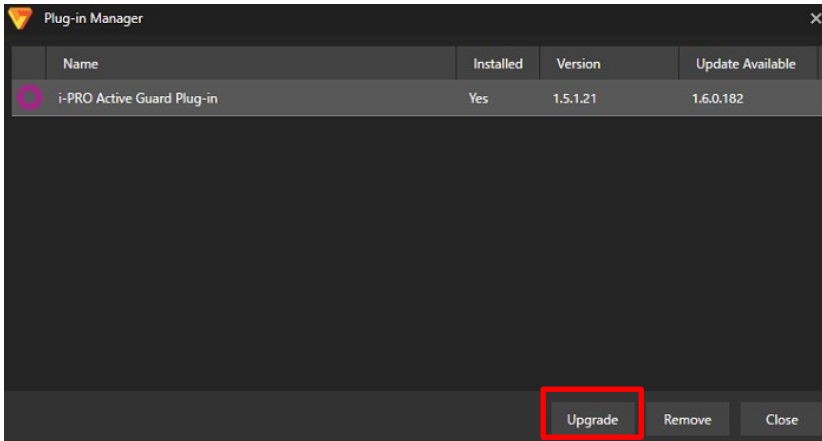 Plug-in Manager
Name Installed Version Update Available
i-PRO Active Guard Plug-in Yes 1.5.1.21 1.6.0.182
Upgrade Remove Close